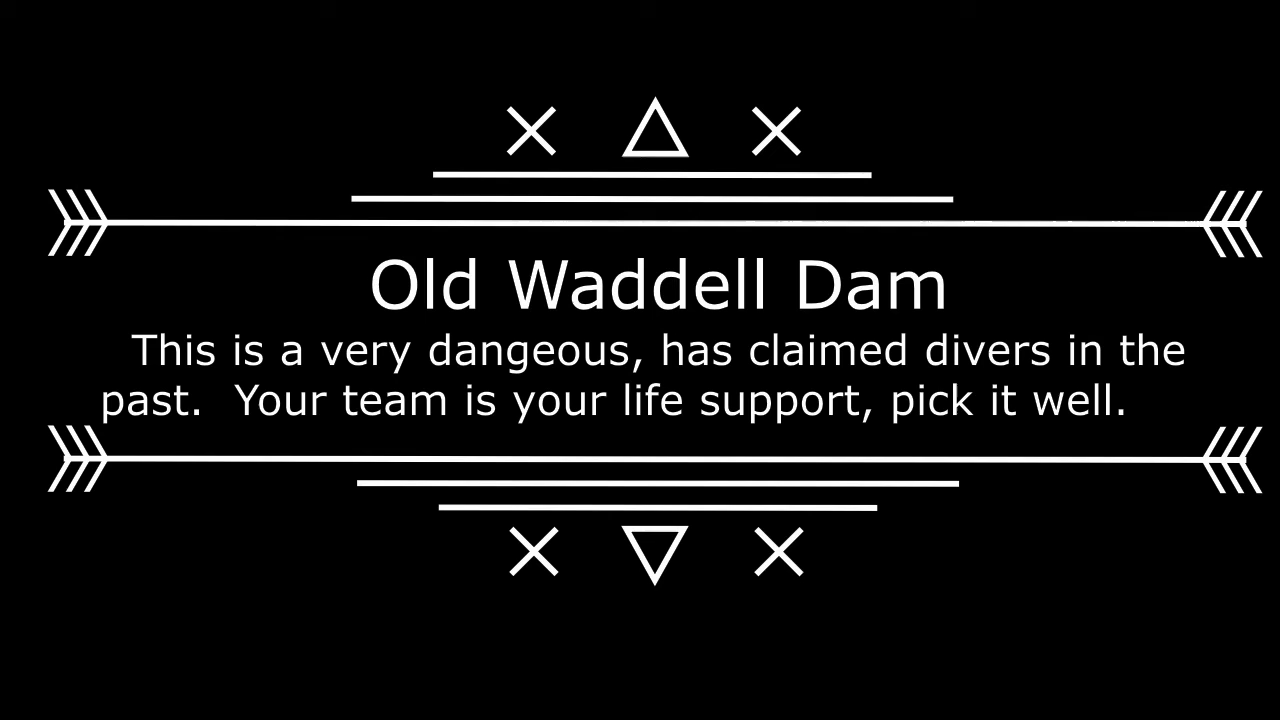 Old Waddell Dam
This is a very dangeous, has claimed divers in the
past. Your team is your life support, pick it well.